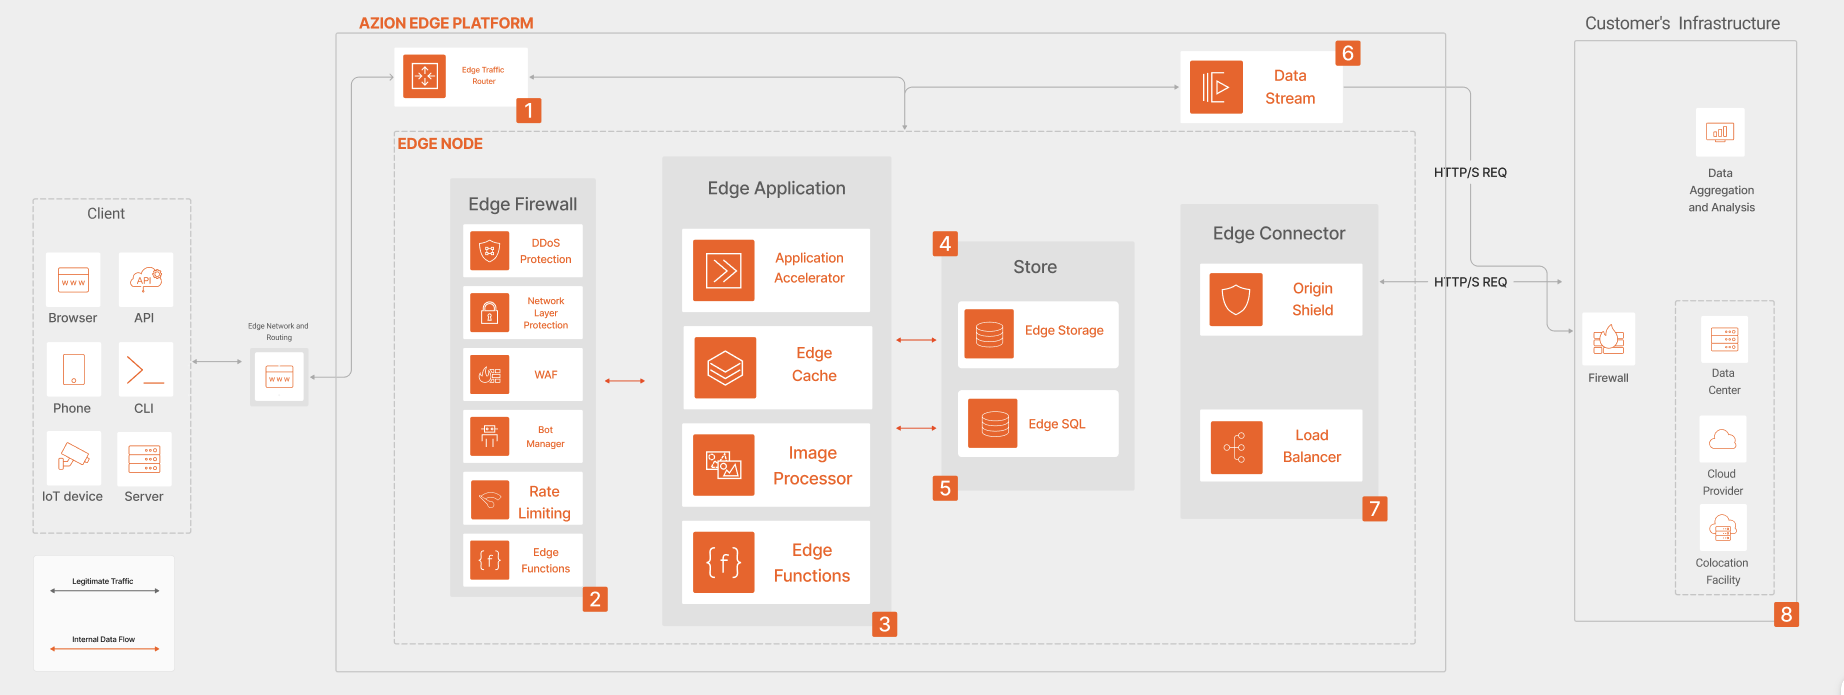 AZION EDGE PLATFORM
Customer's Infrastructure
Edge Traffic
Router
1
Data
Stream
6
EDGE NODE
Client
Browser
API
API
WWW
Phone
CLI
IoT device
Server
Legitimate Traffic
Internal Data Flow
Edge Network and
Routing
WWW
Edge Firewall
DDoS
Protection
Network
Layer
Protection
WAF
Bot
Manager
Rate
Limiting
{f}
Edge
Functions
2
Edge Application
Application
Accelerator
Edge
Cache
Image
Processor
{f}
Edge
Functions
3
4
Store
Edge Storage
Edge SQL
5
Edge Connector
Origin
Shield
Load
Balancer
7
HTTP/S REQ
HTTP/S REQ
Data
Aggregation
and Analysis
Firewall
Data
Center
Cloud
Provider
Colocation
Facility
8